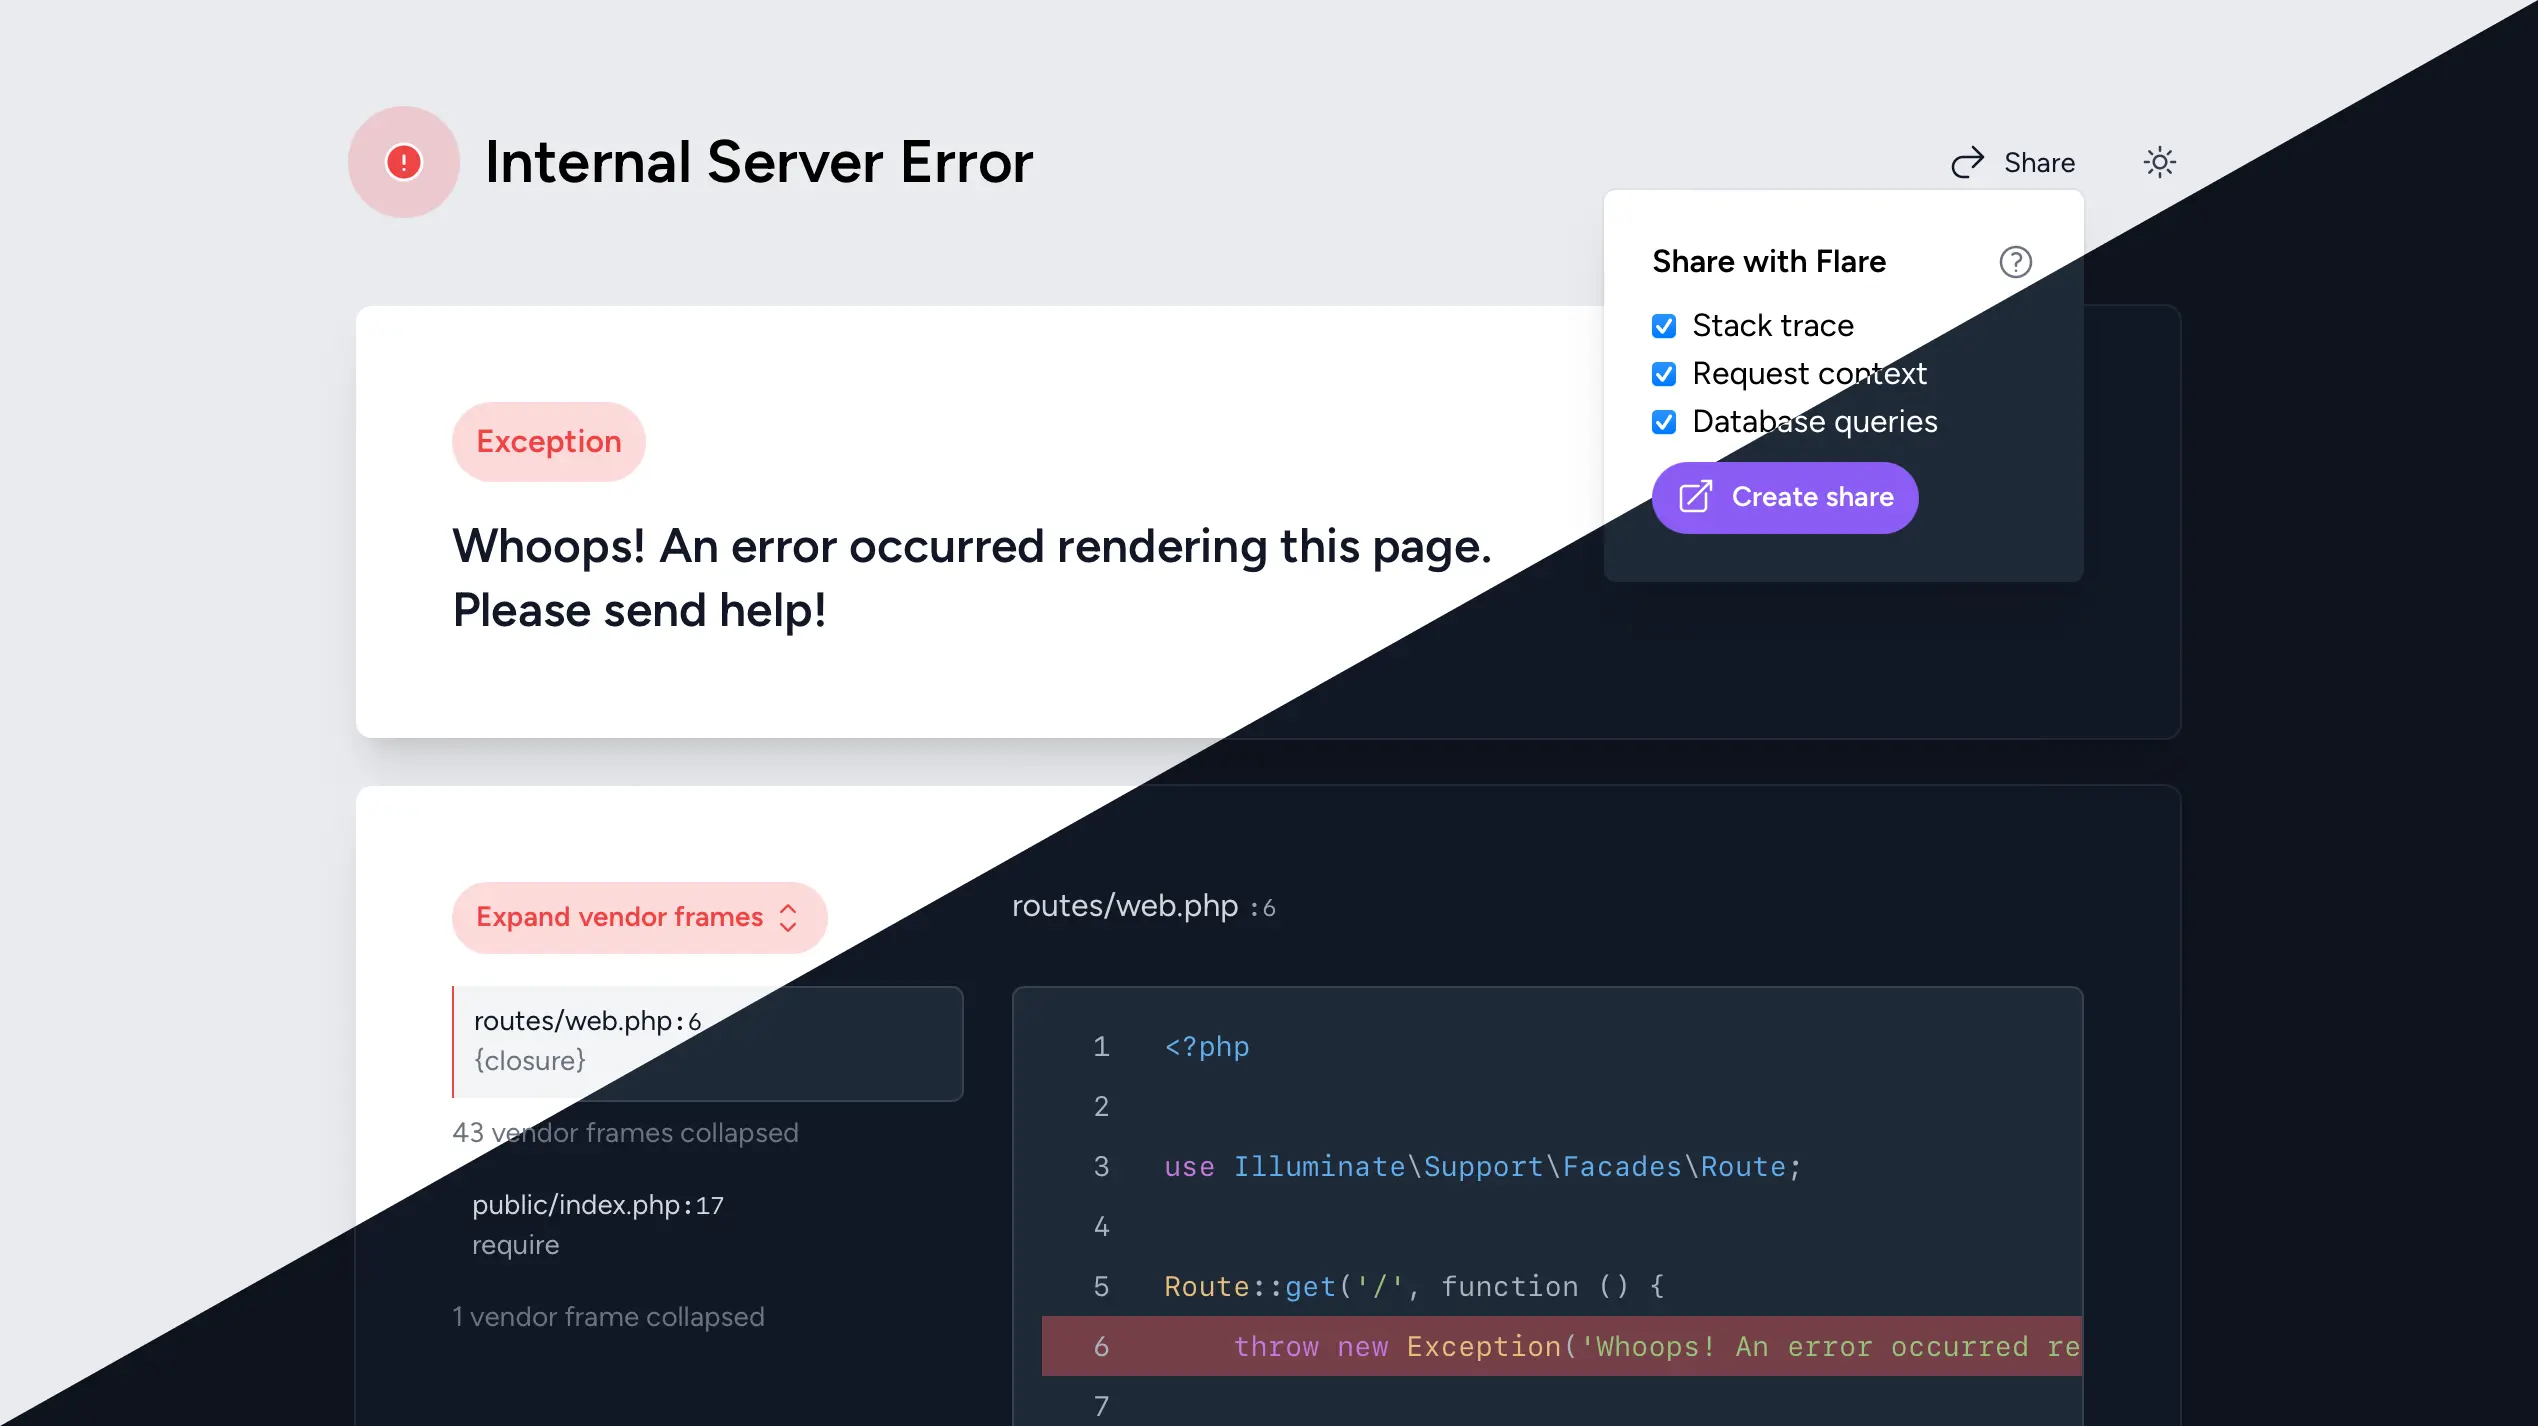 Internal Server Error
Share
Share with Flare
Stack trace
Request context
Database queries
Create share
Exception
Whoops! An error occurred rendering this page.
Please send help!
Expand vendor frames
routes/web.php:6
{closure}
43 vendor frames collapsed
public/index.php:17
require
1 vendor frame collapsed
routes/web.php :6
1 <?php
2
3 use Illuminate\Support\Facades\Route;
4
5 Route::get('/', function () {
6     throw new Exception('Whoops! An error occurred re
7